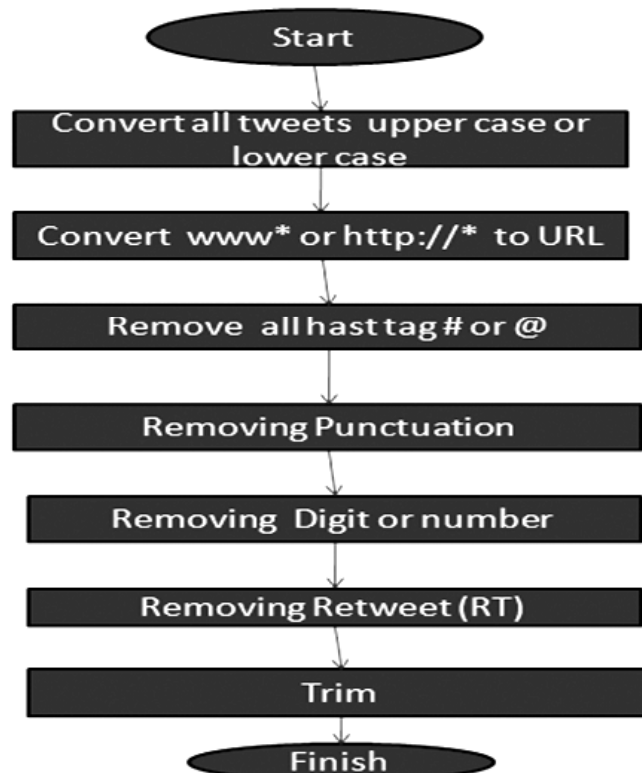 Start
Convert all tweets upper case or
lower case
Convert www* or http://* to URL
Remove all hast tag # or @
Removing Punctuation
Removing Digit or number
Removing Retweet (RT)
Trim
Finish